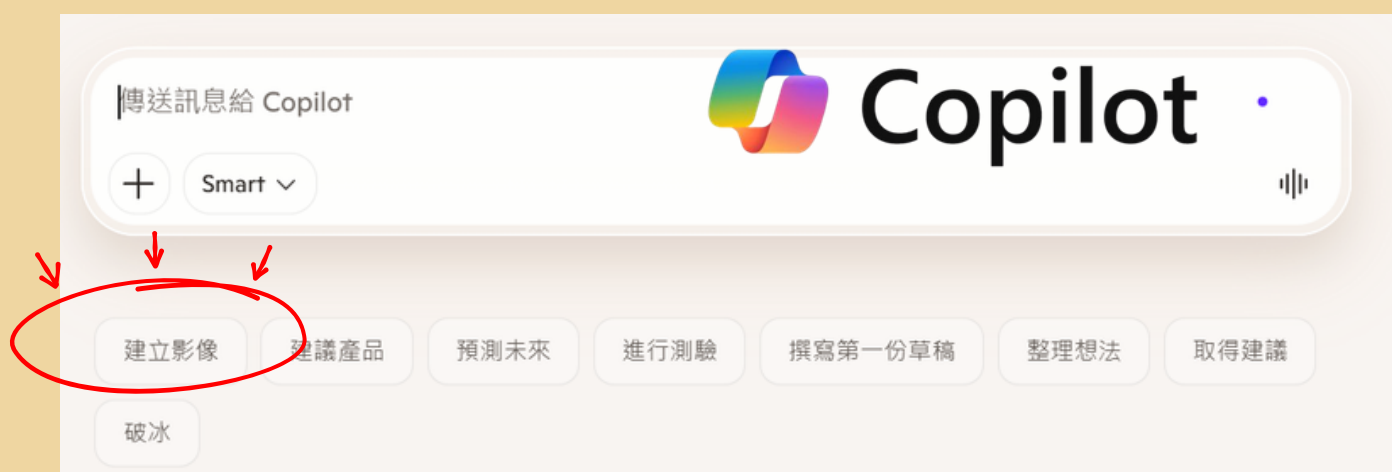 傳送訊息給 Copilot
Copilot
Smart
建立影像
建議產品
預測未來
進行測驗
撰寫第一份草稿
整理想法
取得建議
破冰